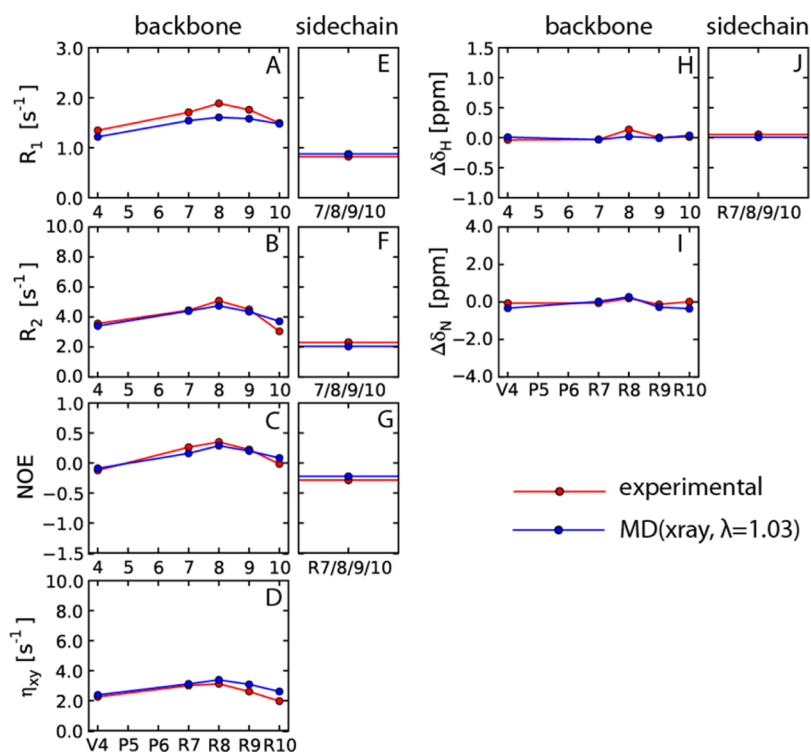 backbone sidechain backbone sidechain
R1 [s-1]
3.0
2.0
1.0
0.0
A
4 5 6 7 8 9 10
E
7/8/9/10
ΔδH [ppm]
1.5
1.0
0.5
0.0
−0.5
−1.0
H
4 5 6 7 8 9 10
J
R7/8/9/10
R2 [s-1]
10.0
8.0
6.0
4.0
2.0
0.0
B
4 5 6 7 8 9 10
F
7/8/9/10
ΔδN [ppm]
4.0
2.0
0.0
−2.0
−4.0
I
V4 P5 P6 R7 R8 R9 R10
NOE
1.0
0.5
0.0
−0.5
−1.0
−1.5
C
4 5 6 7 8 9 10
G
R7/8/9/10
experimental
MD(xray, λ=1.03)
ηxy [s-1]
10.0
8.0
6.0
4.0
2.0
0.0
D
V4 P5 P6 R7 R8 R9 R10